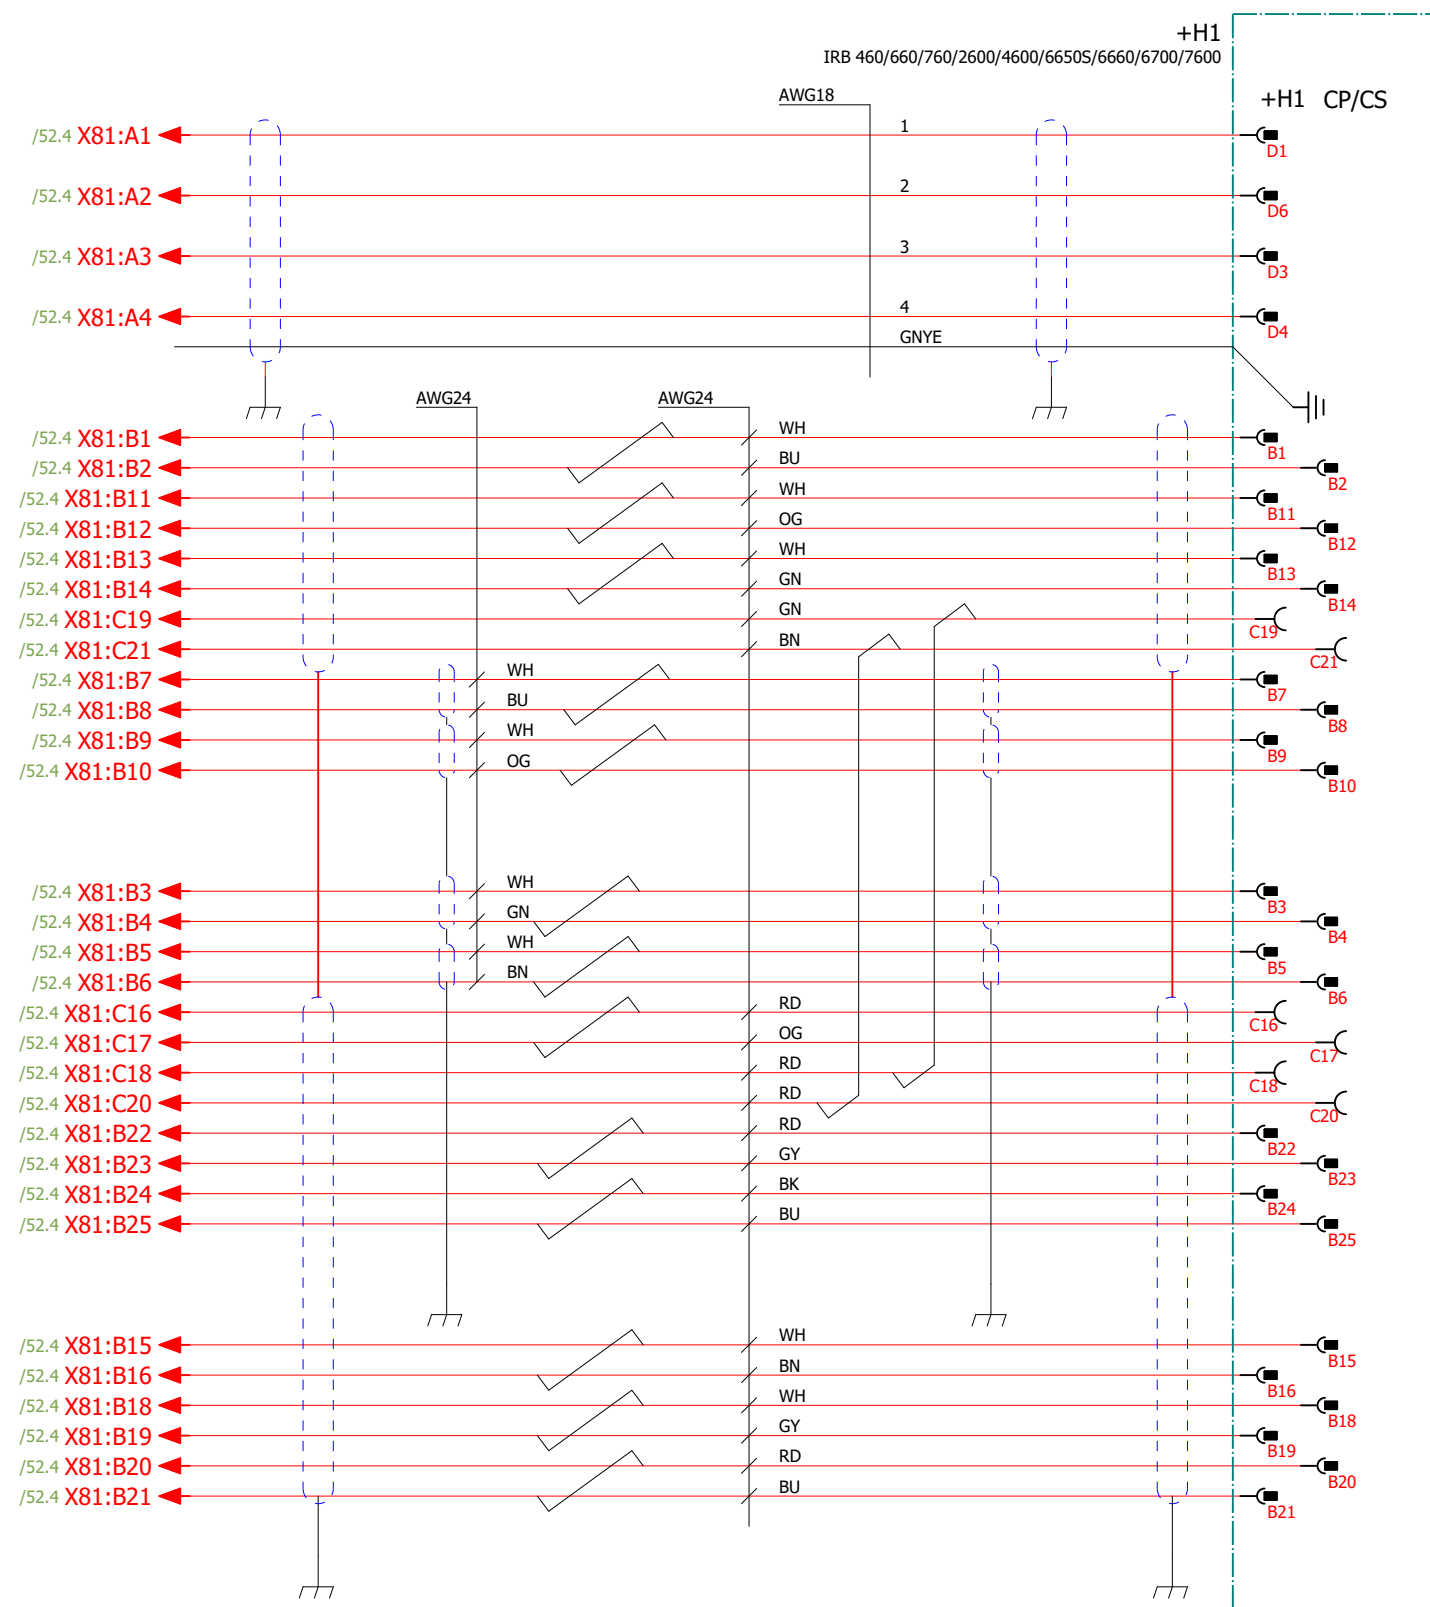 +H1
IRB 460/660/760/2600/4600/6650S/6660/6700/7600
AWG18
+H1 CP/CS
/52.4 X81:A1 1 D1
/52.4 X81:A2 2 D6
/52.4 X81:A3 3 D3
/52.4 X81:A4 4 D4
GNYE
AWG24 AWG24
/52.4 X81:B1 WH B1
/52.4 X81:B2 BU B2
/52.4 X81:B11 WH B11
/52.4 X81:B12 OG B12
/52.4 X81:B13 WH B13
/52.4 X81:B14 GN B14
/52.4 X81:C19 GN C19
/52.4 X81:C21 BN C21
/52.4 X81:B7 WH B7
/52.4 X81:B8 BU B8
/52.4 X81:B9 WH B9
/52.4 X81:B10 OG B10
/52.4 X81:B3 WH B3
/52.4 X81:B4 GN B4
/52.4 X81:B5 WH B5
/52.4 X81:B6 BN B6
/52.4 X81:C16 RD C16
/52.4 X81:C17 OG C17
/52.4 X81:C18 RD C18
/52.4 X81:C20 RD C20
/52.4 X81:B22 RD B22
/52.4 X81:B23 GY B23
/52.4 X81:B24 BK B24
/52.4 X81:B25 BU B25
/52.4 X81:B15 WH B15
/52.4 X81:B16 BN B16
/52.4 X81:B18 WH B18
/52.4 X81:B19 GY B19
/52.4 X81:B20 RD B20
/52.4 X81:B21 BU B21